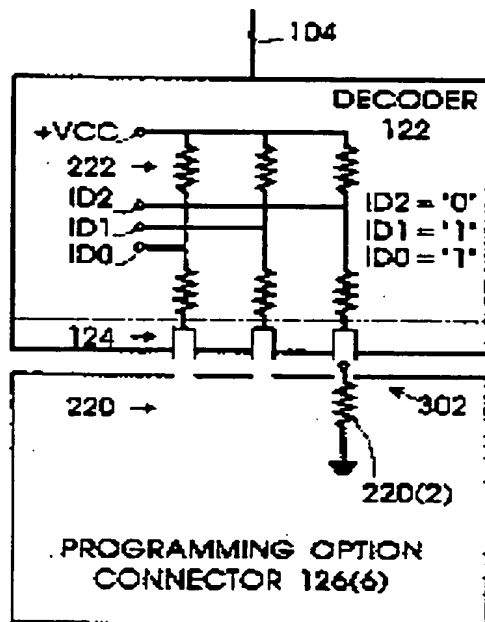 104
DECODER
122
+VCC
222
ID2
ID1
ID0
ID2 = "0"
ID1 = "1"
ID0 = "1"
124
220
302
220(2)
PROGRAMMING OPTION
CONNECTOR 126(6)